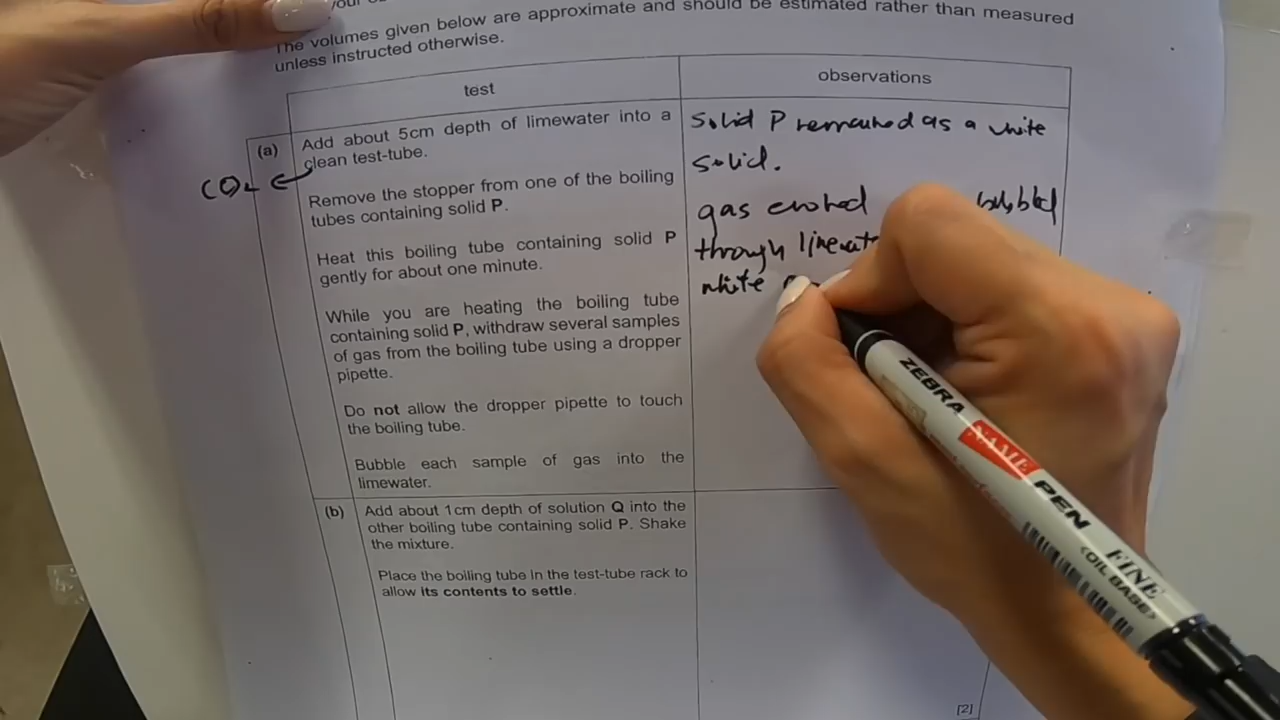 The volumes given below are approximate and should be estimated rather than measured
unless instructed otherwise.
test
observations
(a)
Add about 5cm depth of limewater into a
clean test-tube.
CO₂
Remove the stopper from one of the boiling
tubes containing solid P.
Heat this boiling tube containing solid P
gently for about one minute.
While you are heating the boiling tube
containing solid P, withdraw several samples
of gas from the boiling tube using a dropper
pipette.
Do not allow the dropper pipette to touch
the boiling tube.
Bubble each sample of gas into the
limewater.
solid P remained as a white
solid.
gas evolved bubbled
through
white
(b)
Add about 1cm depth of solution Q into the
other boiling tube containing solid P. Shake
the mixture.
Place the boiling tube in the test-tube rack to
allow its contents to settle.
[2]
ZEBRA
NAME
PEN
FINE
<OIL BASE>